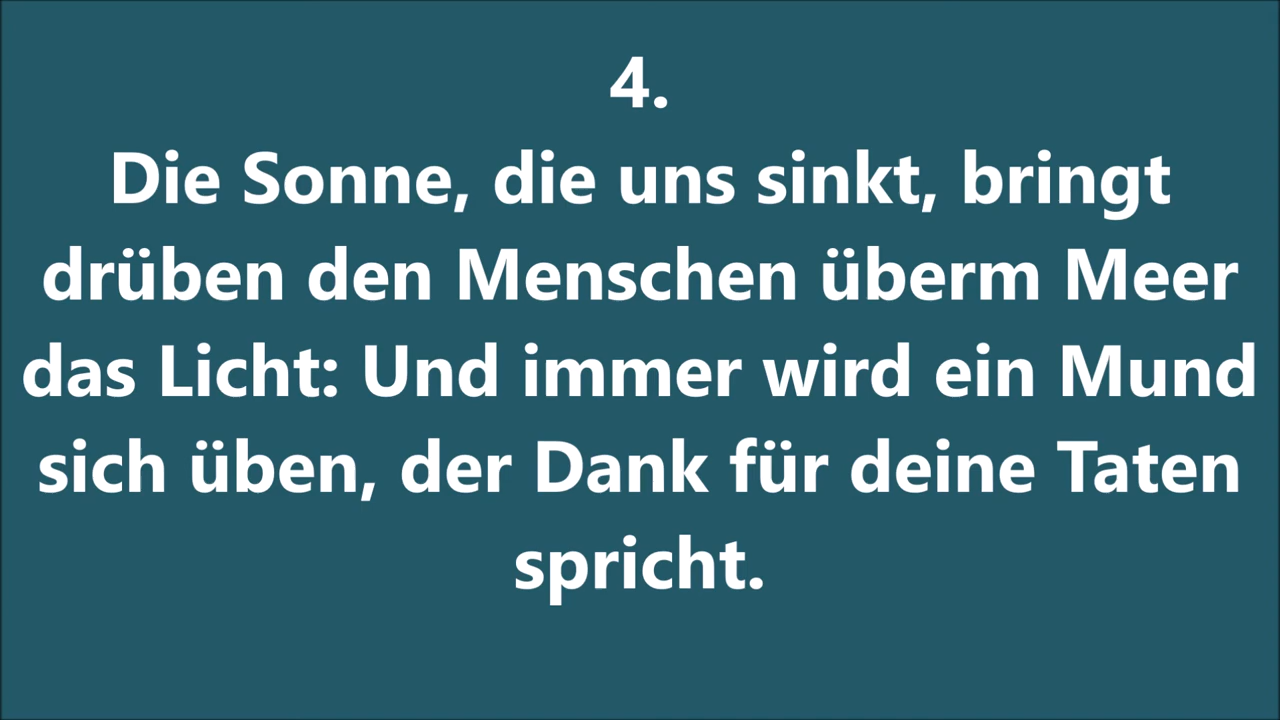 4.
Die Sonne, die uns sinkt, bringt
drüben den Menschen überm Meer
das Licht: Und immer wird ein Mund
sich üben, der Dank für deine Taten
spricht.